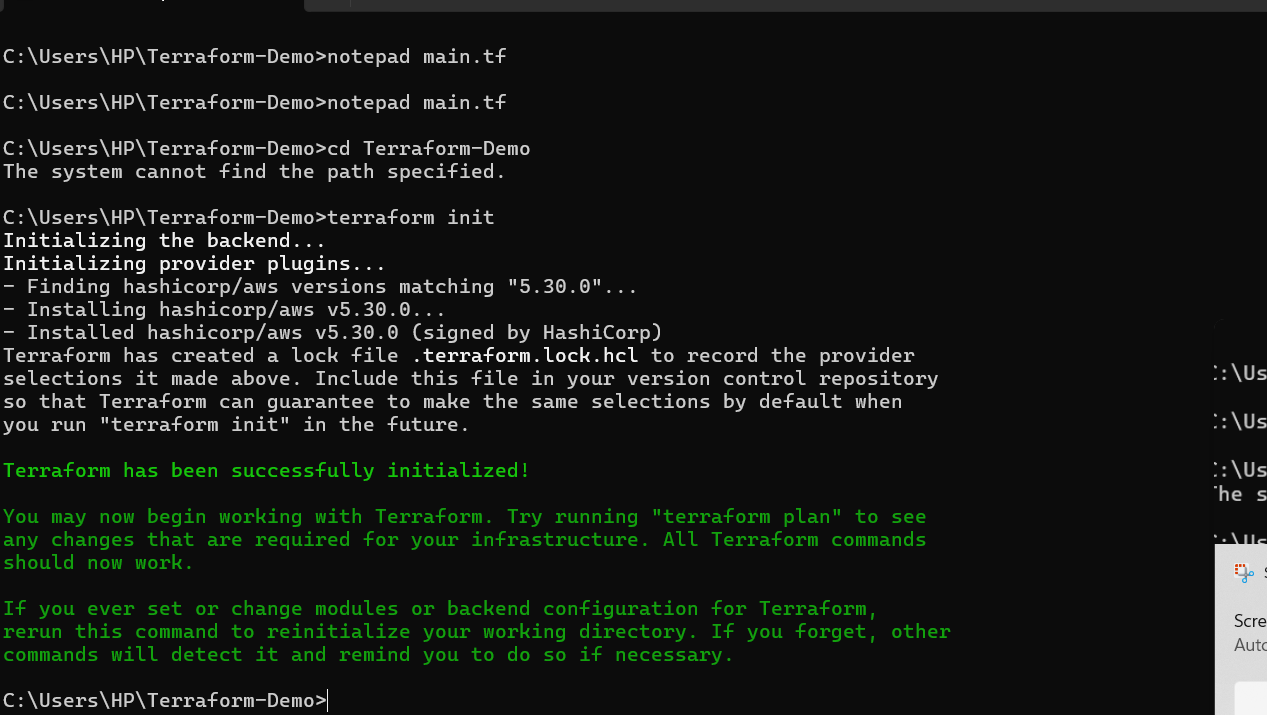 C:\Users\HP\Terraform-Demo>notepad main.tf
C:\Users\HP\Terraform-Demo>notepad main.tf
C:\Users\HP\Terraform-Demo>cd Terraform-Demo
The system cannot find the path specified.
C:\Users\HP\Terraform-Demo>terraform init
Initializing the backend...
Initializing provider plugins...
- Finding hashicorp/aws versions matching "5.30.0"...
- Installing hashicorp/aws v5.30.0...
- Installed hashicorp/aws v5.30.0 (signed by HashiCorp)
Terraform has created a lock file .terraform.lock.hcl to record the provider
selections it made above. Include this file in your version control repository
so that Terraform can guarantee to make the same selections by default when
you run "terraform init" in the future.
Terraform has been successfully initialized!
You may now begin working with Terraform. Try running "terraform plan" to see
any changes that are required for your infrastructure. All Terraform commands
should now work.
If you ever set or change modules or backend configuration for Terraform,
rerun this command to reinitialize your working directory. If you forget, other
commands will detect it and remind you to do so if necessary.
C:\Users\HP\Terraform-Demo>
:\Us
:\Us
:\Us
he s
Scre
Auto